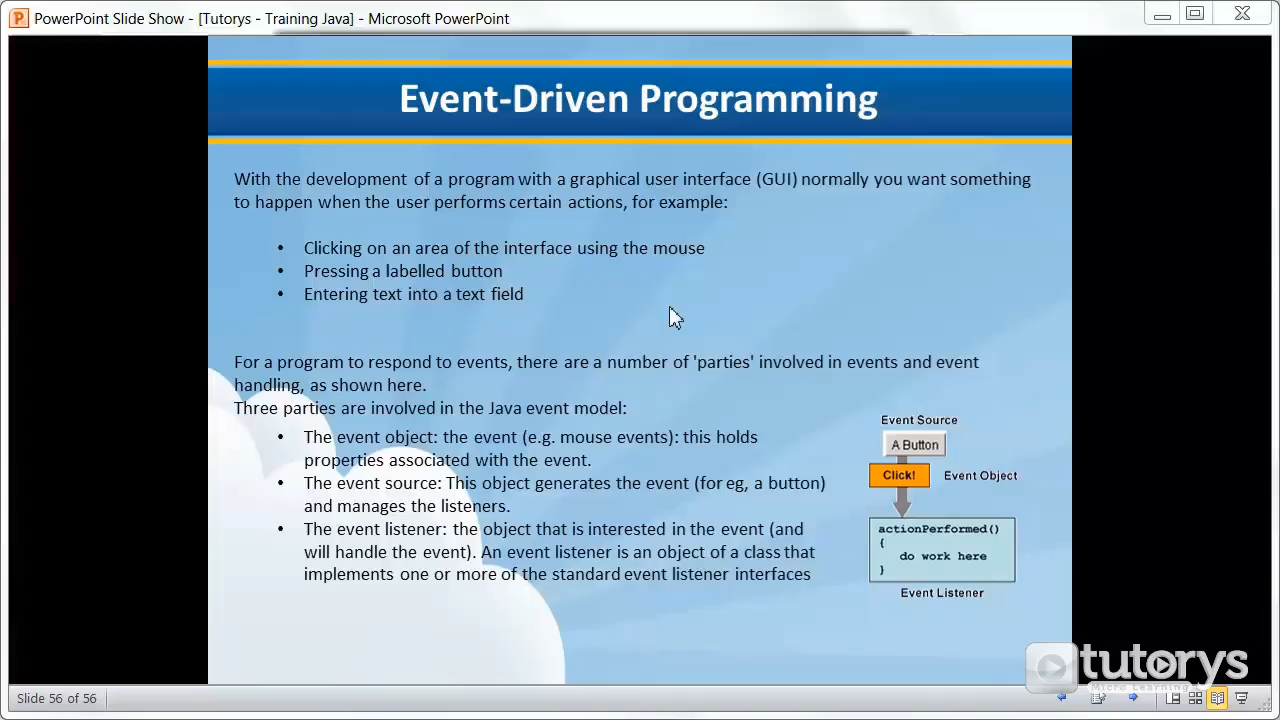 PowerPoint Slide Show - [Tutorys - Training Java] - Microsoft PowerPoint
Event-Driven Programming
With the development of a program with a graphical user interface (GUI) normally you want something
to happen when the user performs certain actions, for example:
• Clicking on an area of the interface using the mouse
• Pressing a labelled button
• Entering text into a text field
For a program to respond to events, there are a number of 'parties' involved in events and event
handling, as shown here.
Three parties are involved in the Java event model:
• The event object: the event (e.g. mouse events): this holds
properties associated with the event.
• The event source: This object generates the event (for eg, a button)
and manages the listeners.
• The event listener: the object that is interested in the event (and
will handle the event). An event listener is an object of a class that
implements one or more of the standard event listener interfaces
Event Source
A Button
Click!
Event Object
actionPerformed()
{
do work here
}
Event Listener
tutorys
Micro Learning
Slide 56 of 56